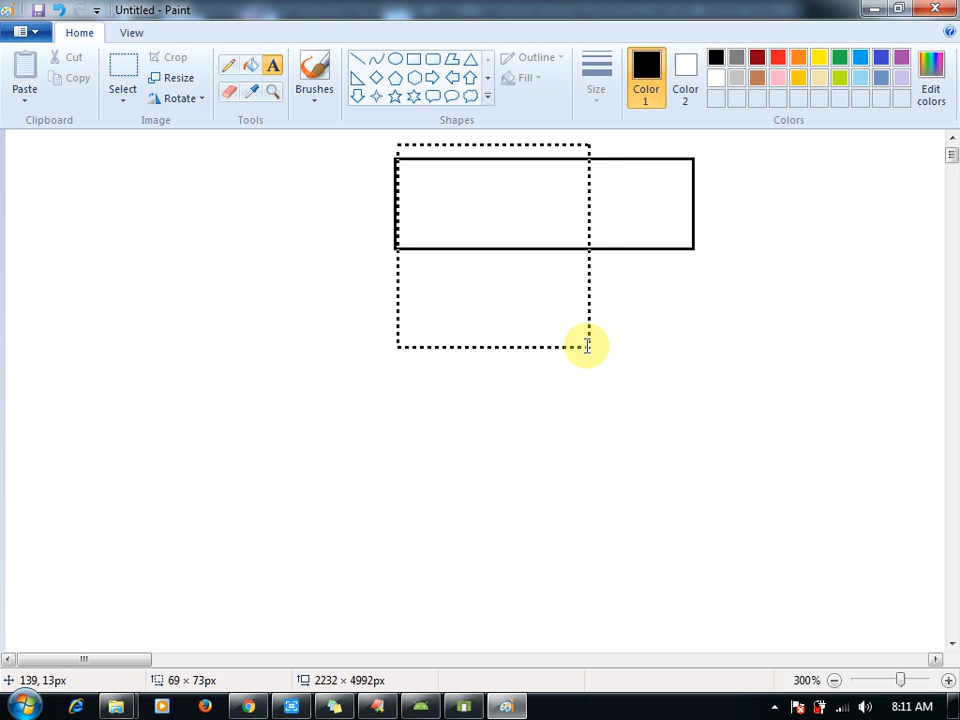 Untitled - Paint
Home
View
Paste
Cut
Copy
Clipboard
Select
Crop
Resize
Rotate
Image
A
Tools
Brushes
Outline
Fill
Shapes
Size
Color
1
Color
2
Edit
colors
Colors
139, 13px
69 × 73px
2232 × 4992px
300%
8:11 AM